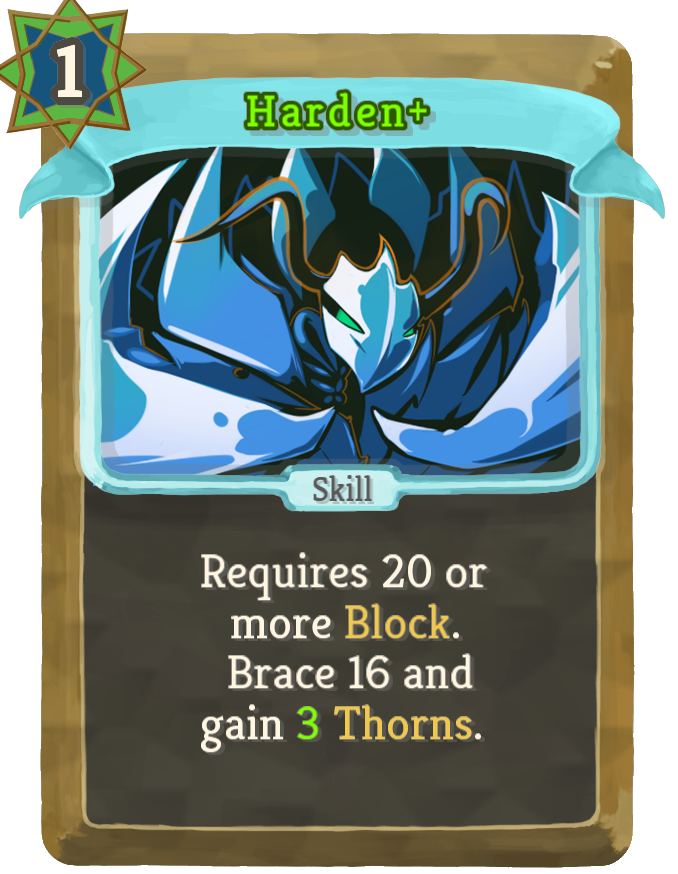 1
Harden+
Skill
Requires 20 or
more Block.
Brace 16 and
gain 3 Thorns.